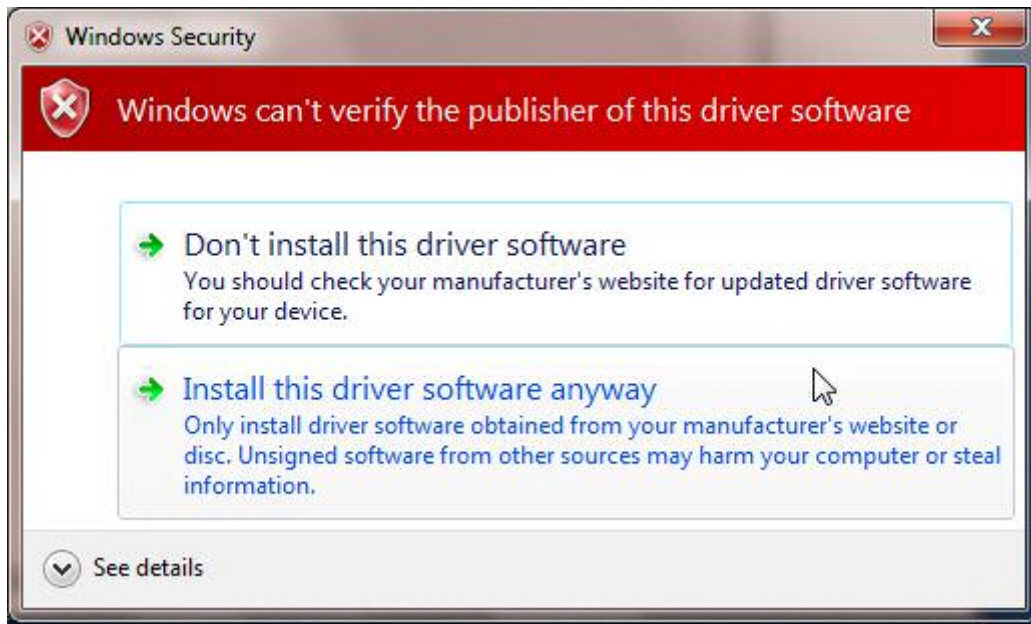 Windows Security
Windows can't verify the publisher of this driver software
Don't install this driver software
You should check your manufacturer's website for updated driver software
for your device.
Install this driver software anyway
Only install driver software obtained from your manufacturer's website or
disc. Unsigned software from other sources may harm your computer or steal
information.
See details